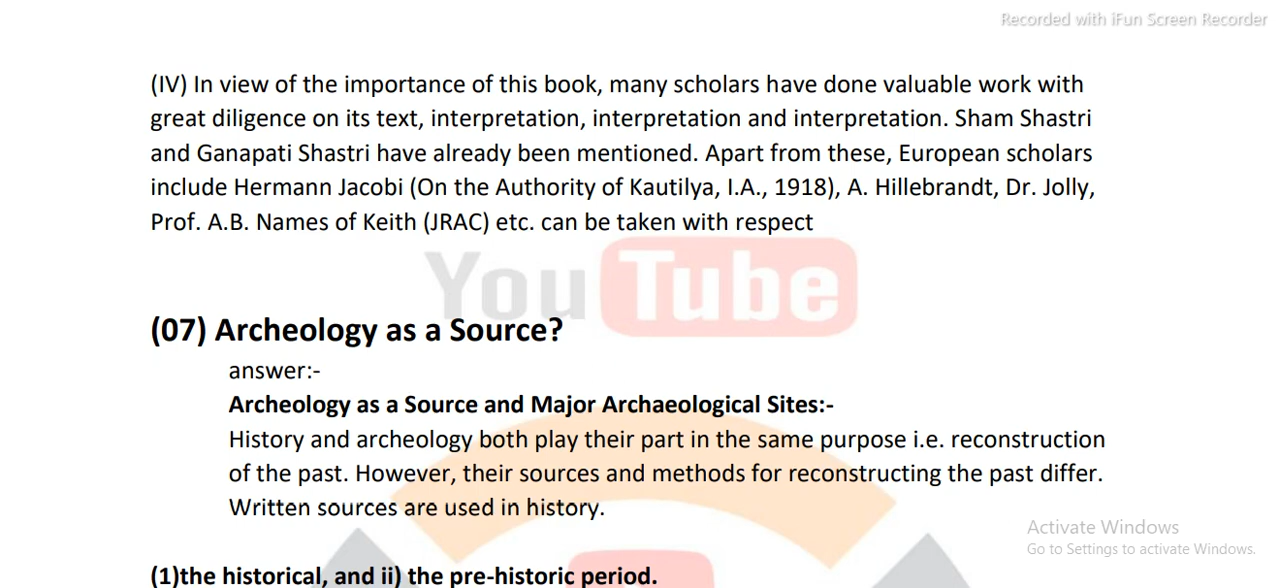 Recorded with iFun Screen Recorder
(IV) In view of the importance of this book, many scholars have done valuable work with
great diligence on its text, interpretation, interpretation and interpretation. Sham Shastri
and Ganapati Shastri have already been mentioned. Apart from these, European scholars
include Hermann Jacobi (On the Authority of Kautilya, I.A., 1918), A. Hillebrandt, Dr. Jolly,
Prof. A.B. Names of Keith (JRAC) etc. can be taken with respect
YouTube
(07) Archeology as a Source?
answer:-
Archeology as a Source and Major Archaeological Sites:-
History and archeology both play their part in the same purpose i.e. reconstruction
of the past. However, their sources and methods for reconstructing the past differ.
Written sources are used in history.
Activate Windows
Go to Settings to activate Windows.
(1)the historical, and ii) the pre-historic period.